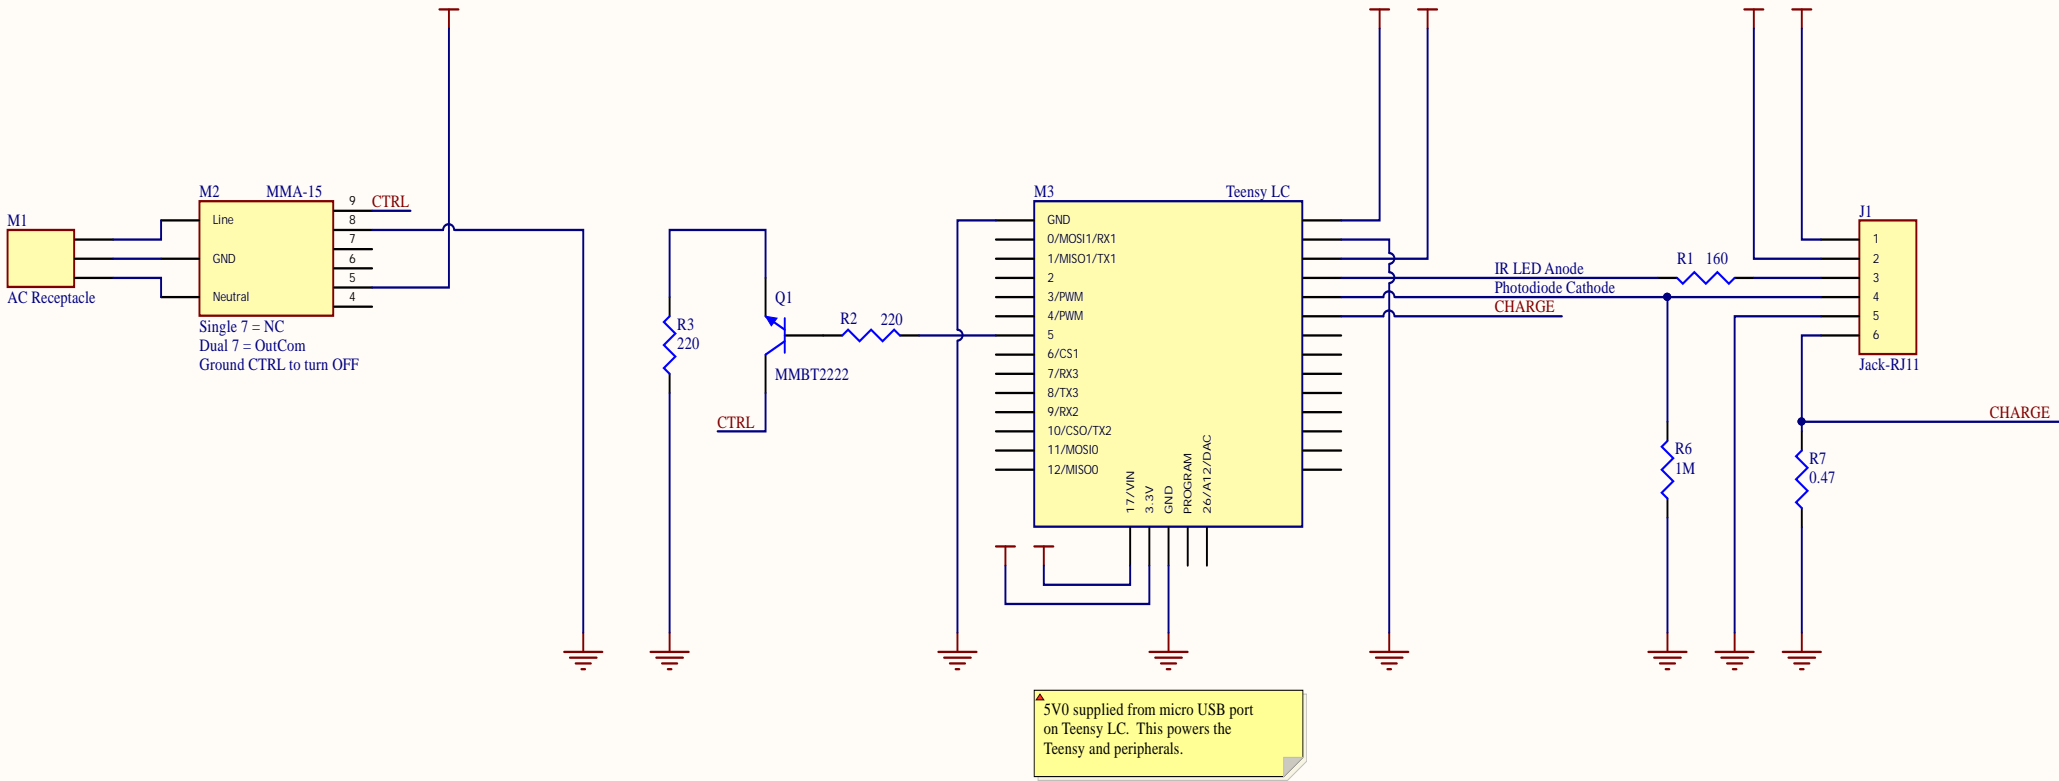 M1
AC Receptacle
M2
MMA-15
Line
GND
Neutral
9
8
7
6
5
4
CTRL
Single 7 = NC
Dual 7 = OutCom
Ground CTRL to turn OFF
R3
220
Q1
MMBT2222
CTRL
R2
220
M3
Teensy LC
GND
0/MOSI1/RX1
1/MISO1/TX1
2
3/PWM
4/PWM
5
6/CS1
7/RX3
8/TX3
9/RX2
10/CSO/TX2
11/MOSI0
12/MISO0
17/VIN
3.3V
GND
PROGRAM
26/A12/DAC
IR LED Anode
Photodiode Cathode
CHARGE
R1
160
J1
1
2
3
4
5
6
Jack-RJ11
CHARGE
R6
1M
R7
0.47
5V0 supplied from micro USB port
on Teensy LC. This powers the
Teensy and peripherals.